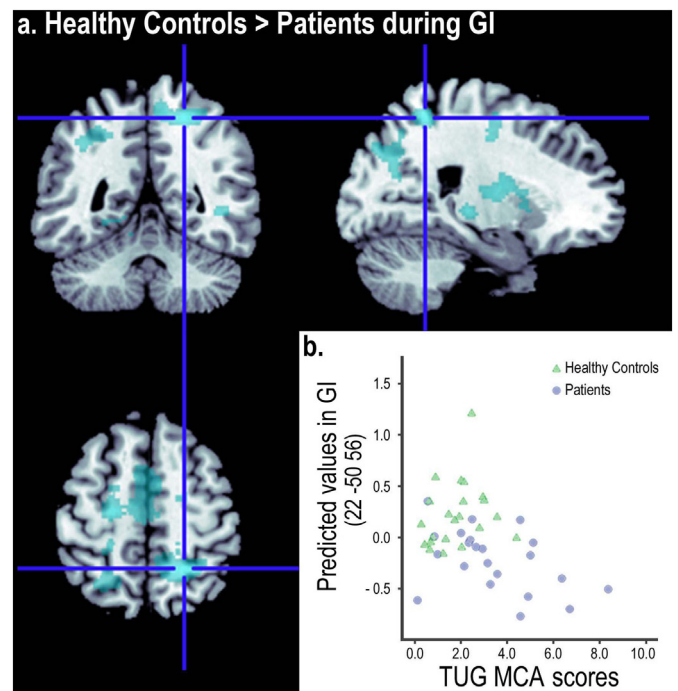 a. Healthy Controls > Patients during GI
b.
Healthy Controls
Patients
Predicted values in GI
(22 -50 56)
1.5
1.0
0.5
0.0
- 0.5
0.0 2.0 4.0 6.0 8.0 10.0
TUG MCA scores